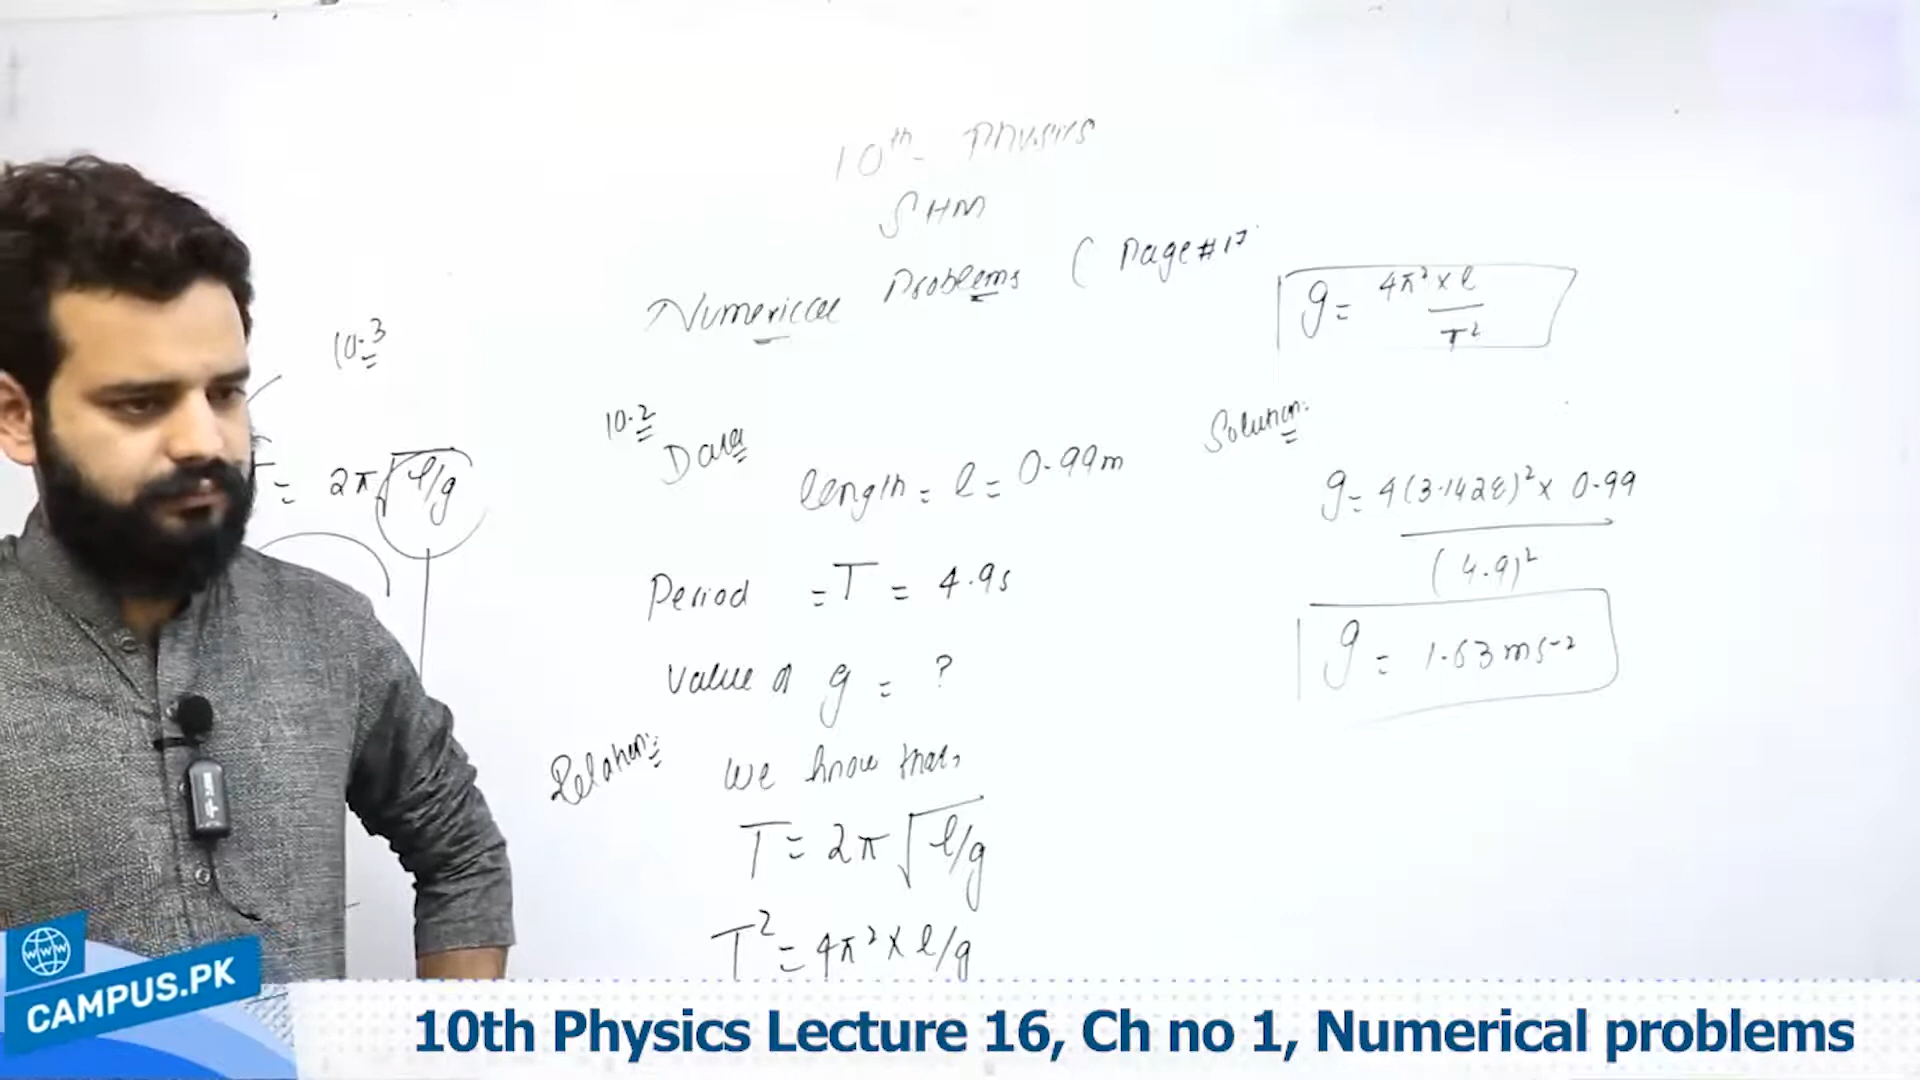 10th Physics
SHM
Numerical Problems ( Page#17
g = 4π² × l
T²
10.3
= 2π √l/g
10.2
Data
length = l = 0.99m
Period = T = 4.9s
Value of g = ?
Relation:
We know that,
T = 2π √l/g
T² = 4π² × l/g
Solution:
g = 4(3.1428)² × 0.99
(4.9)²
g = 1.63 ms⁻²
www
CAMPUS.PK
10th Physics Lecture 16, Ch no 1, Numerical problems